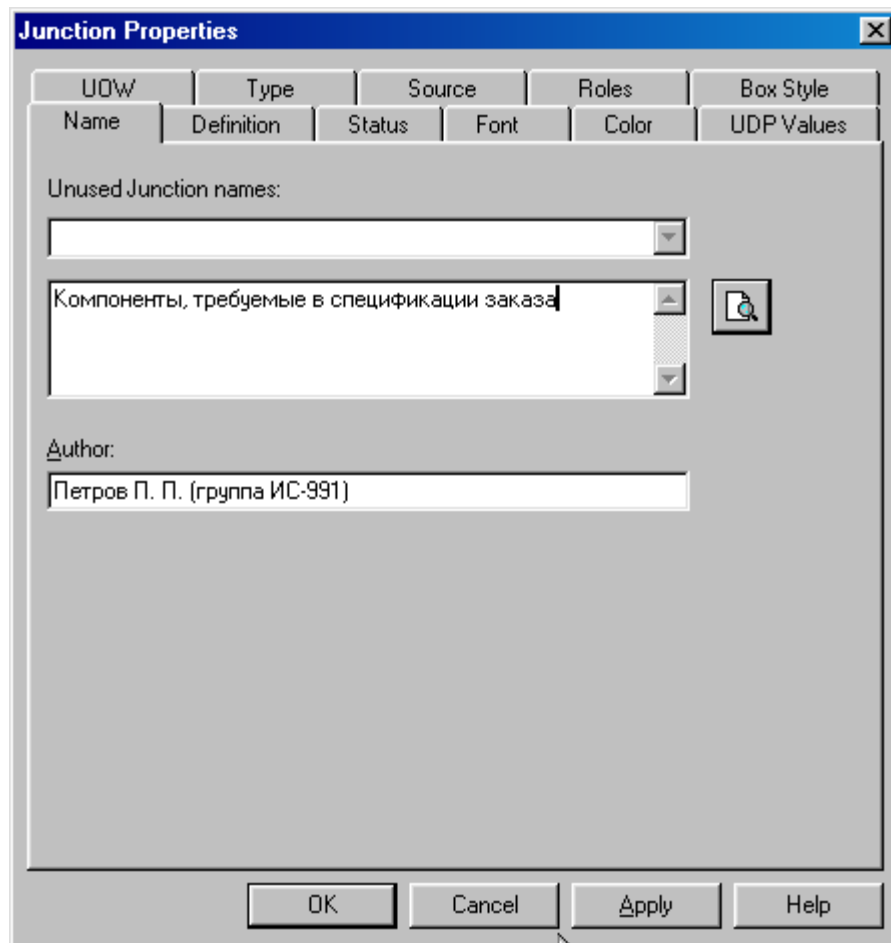 Junction Properties
UOW Type Source Roles Box Style
Name Definition Status Font Color UDP Values
Unused Junction names:
Компоненты, требуемые в спецификации заказа
Author:
Петров П. П. (группа ИС-991)
OK Cancel Apply Help